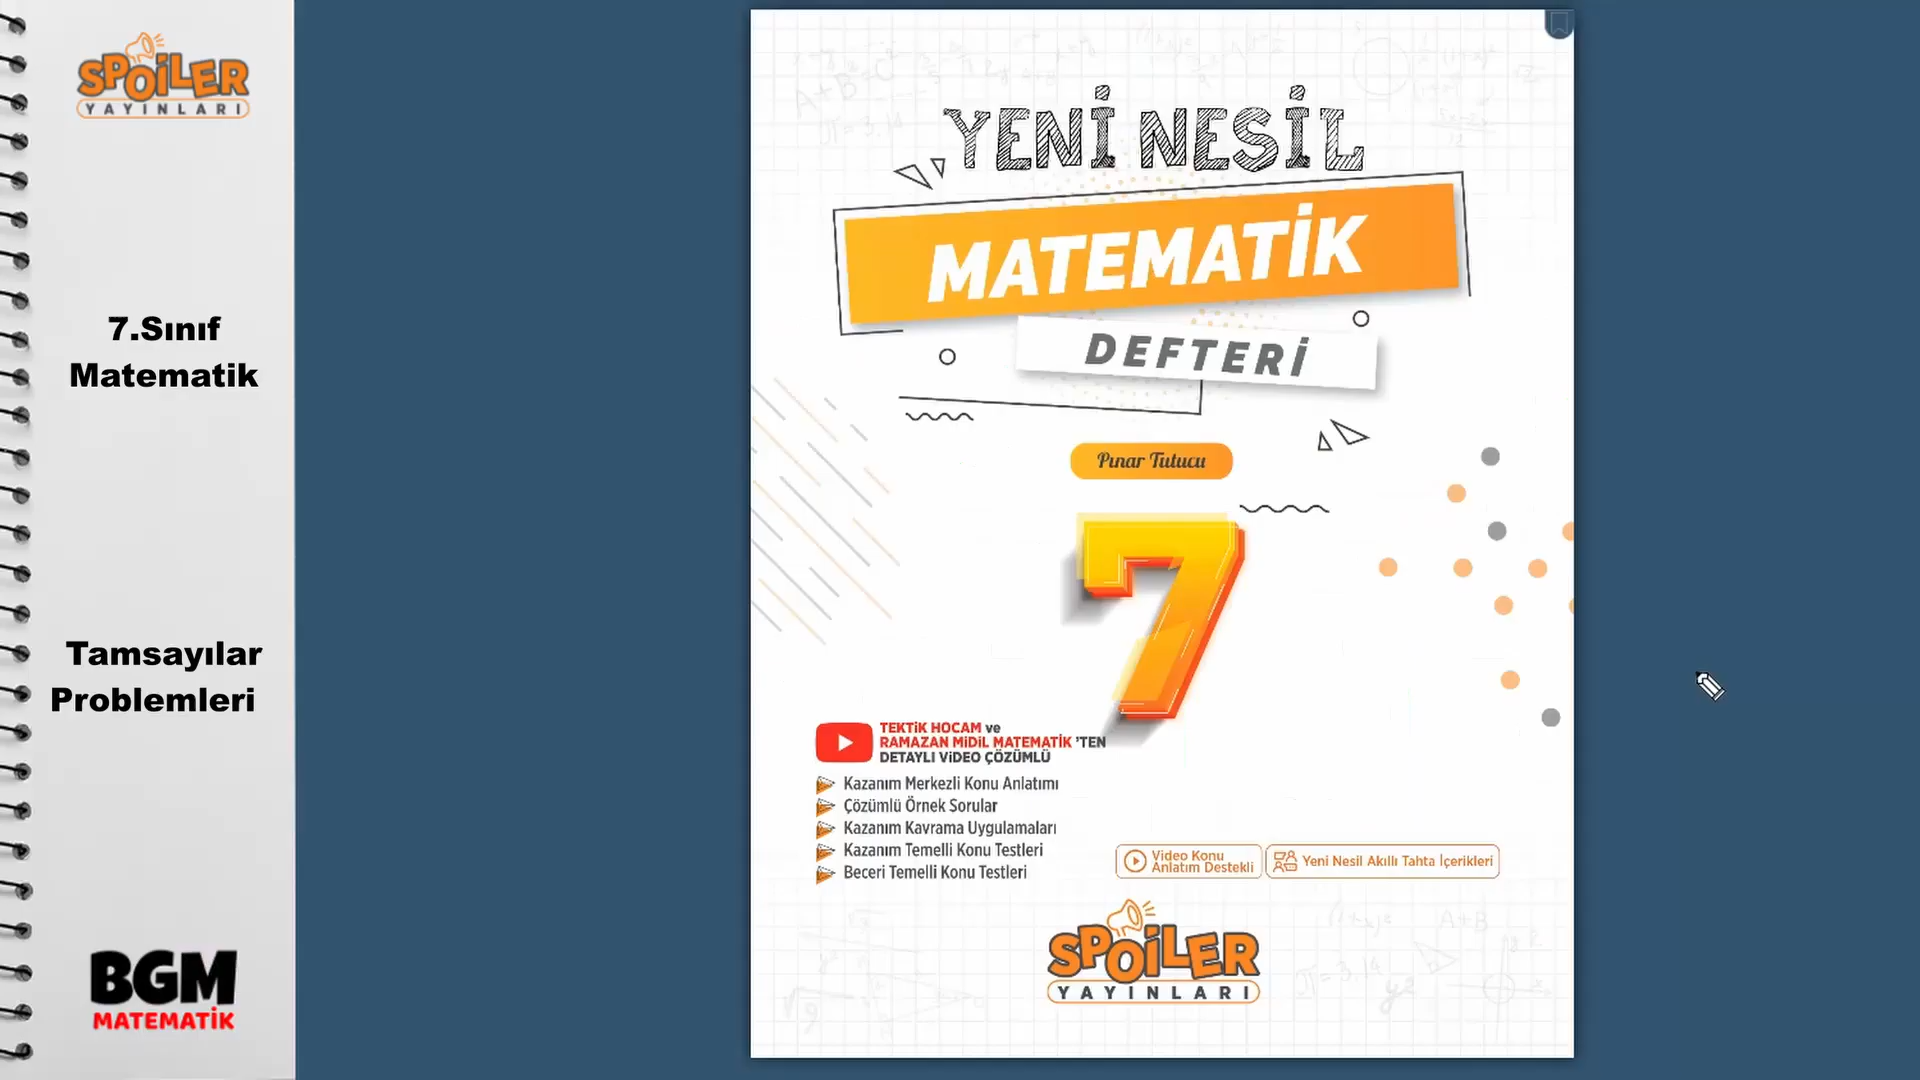 SPOiLER
YAYINLARI
7.Sınıf
Matematik
Tamsayılar
Problemleri
BGM
MATEMATİK
YENİ NESİL
MATEMATİK
DEFTERİ
Pınar Tutucu
7
TEKTİK HOCAM ve
RAMAZAN MİDİL MATEMATİK 'TEN
DETAYLI VİDEO ÇÖZÜMLÜ
Kazanım Merkezli Konu Anlatımı
Çözümlü Örnek Sorular
Kazanım Kavrama Uygulamaları
Kazanım Temelli Konu Testleri
Beceri Temelli Konu Testleri
Video Konu
Anlatım Destekli
Yeni Nesil Akıllı Tahta İçerikleri
SPOiLER
YAYINLARI